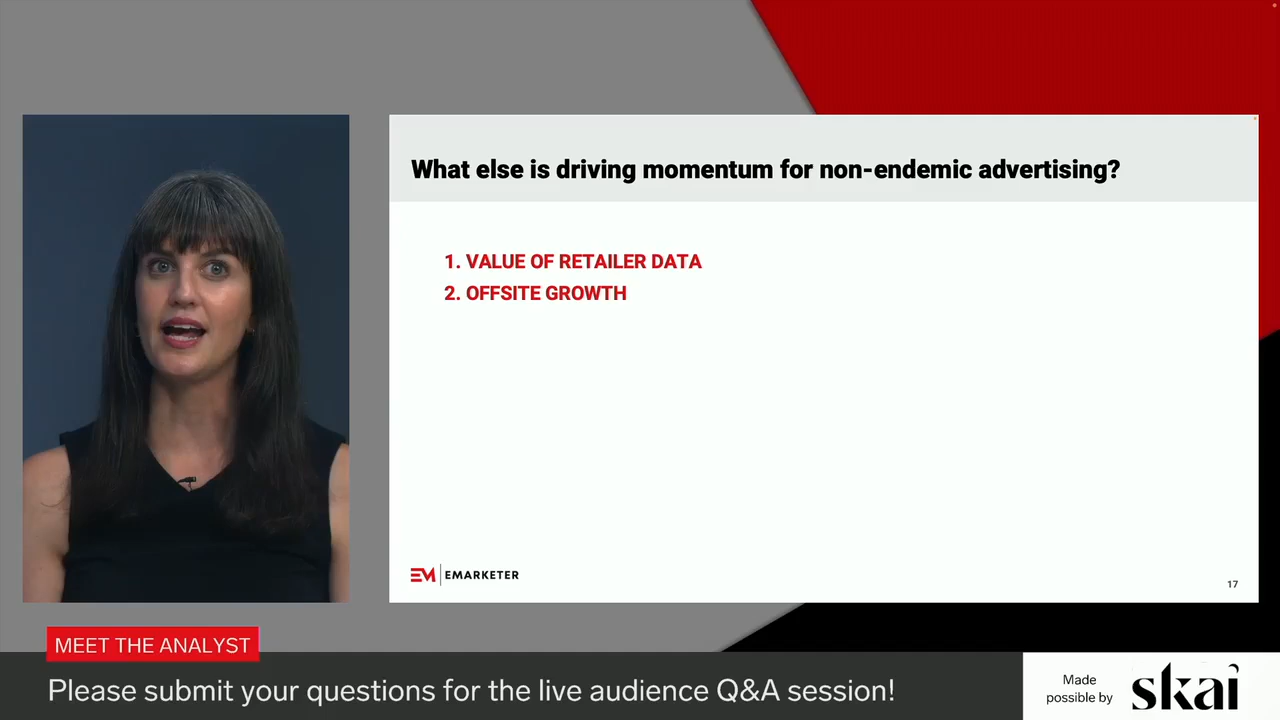 What else is driving momentum for non-endemic advertising?
1. VALUE OF RETAILER DATA
2. OFFSITE GROWTH
EM | EMARKETER
17
MEET THE ANALYST
Please submit your questions for the live audience Q&A session!
Made
possible by
skai